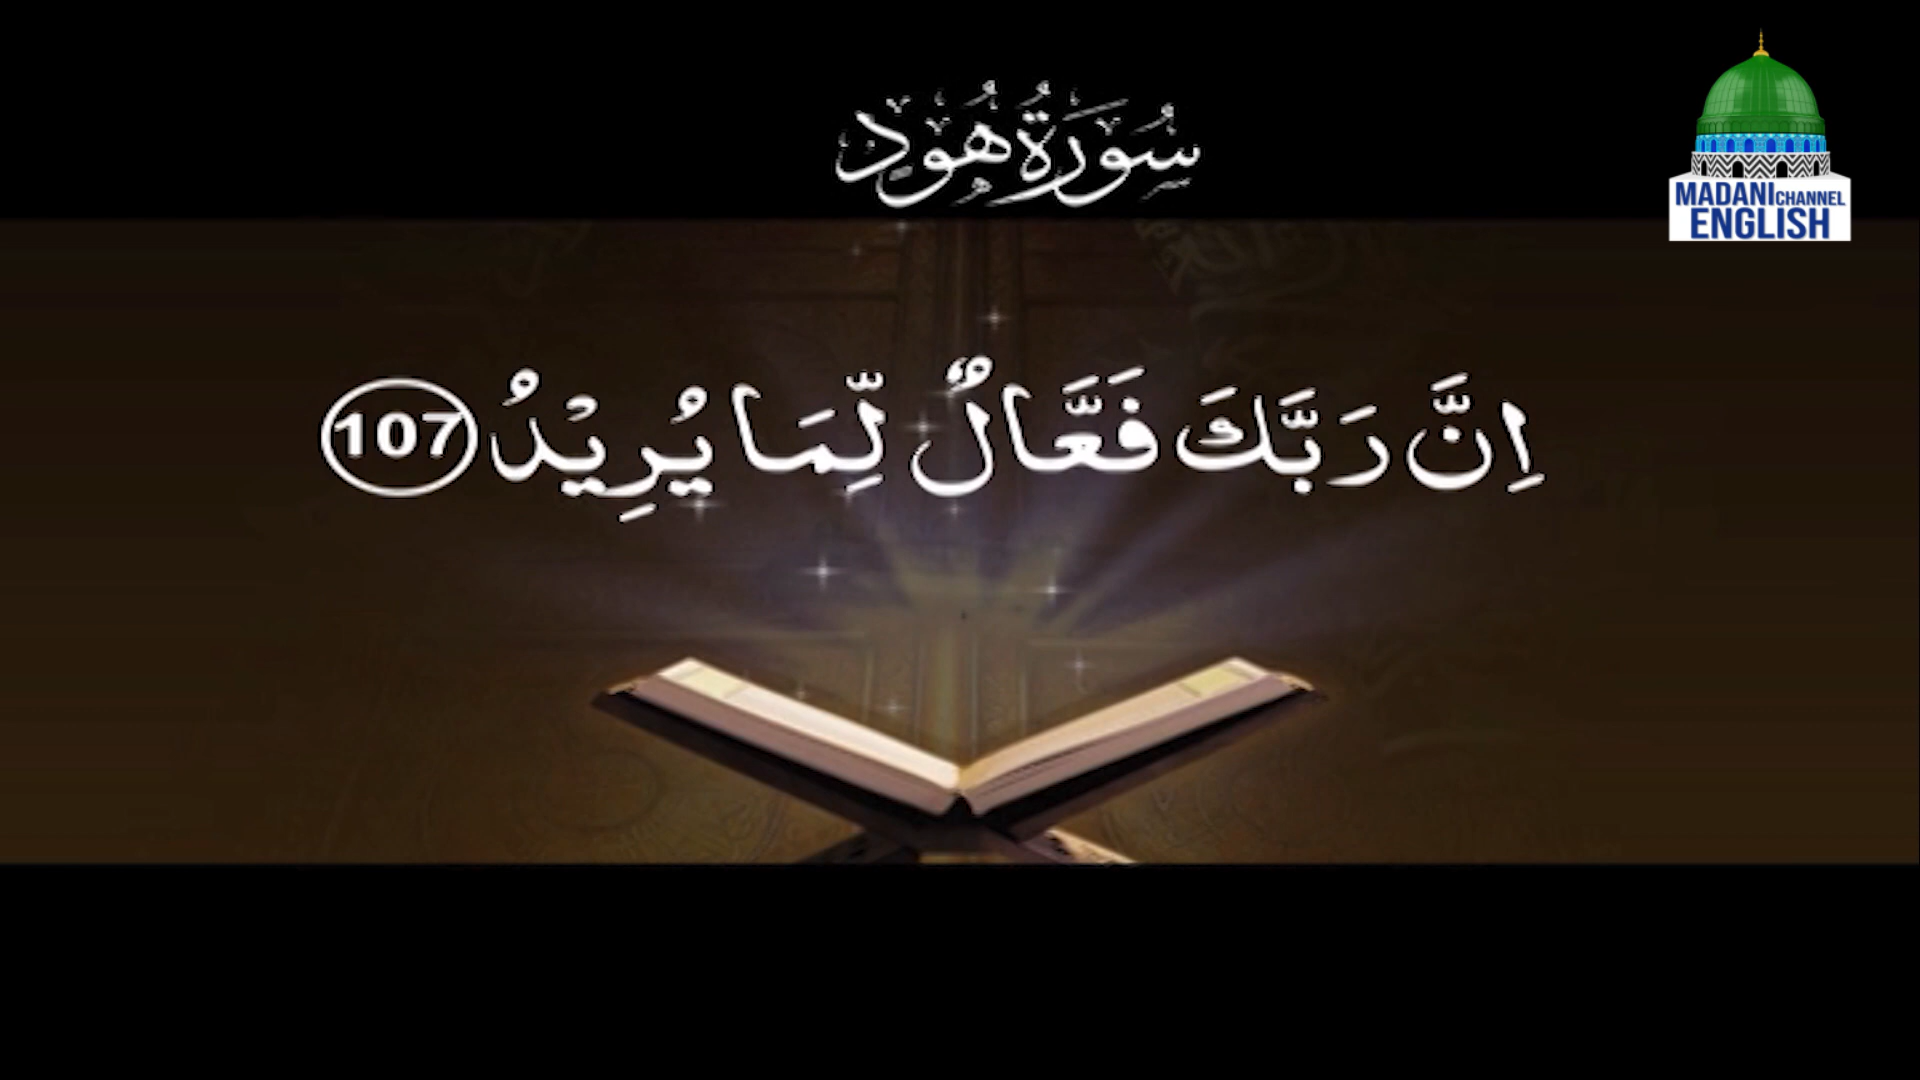 سُوْرَةُ هُوْدٍ
MADANI CHANNEL
ENGLISH
اِنَّ رَبَّكَ فَعَّالٌ لِّمَا یُرِیْدُ 107